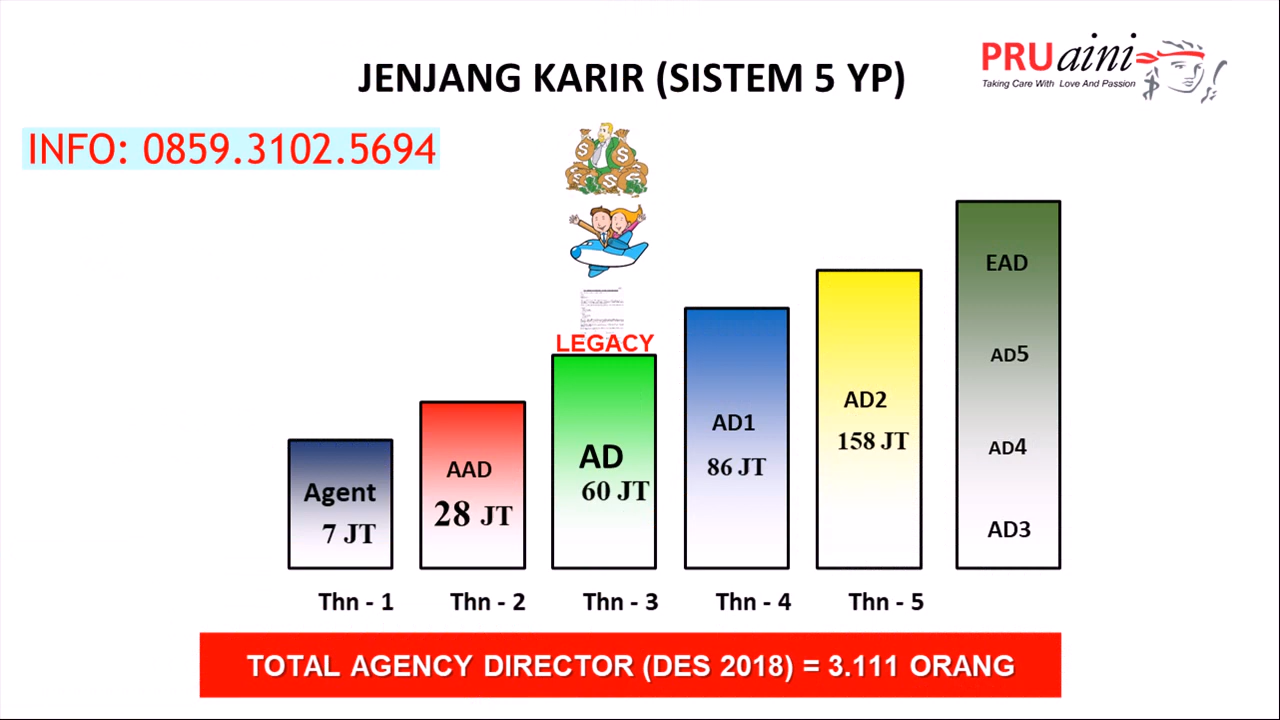 JENJANG KARIR (SISTEM 5 YP)
PRUaini
Taking Care With Love And Passion
INFO: 0859.3102.5694
LEGACY
Agent
7 JT
AAD
28 JT
AD
60 JT
AD1
86 JT
AD2
158 JT
EAD
AD5
AD4
AD3
Thn - 1
Thn - 2
Thn - 3
Thn - 4
Thn - 5
TOTAL AGENCY DIRECTOR (DES 2018) = 3.111 ORANG